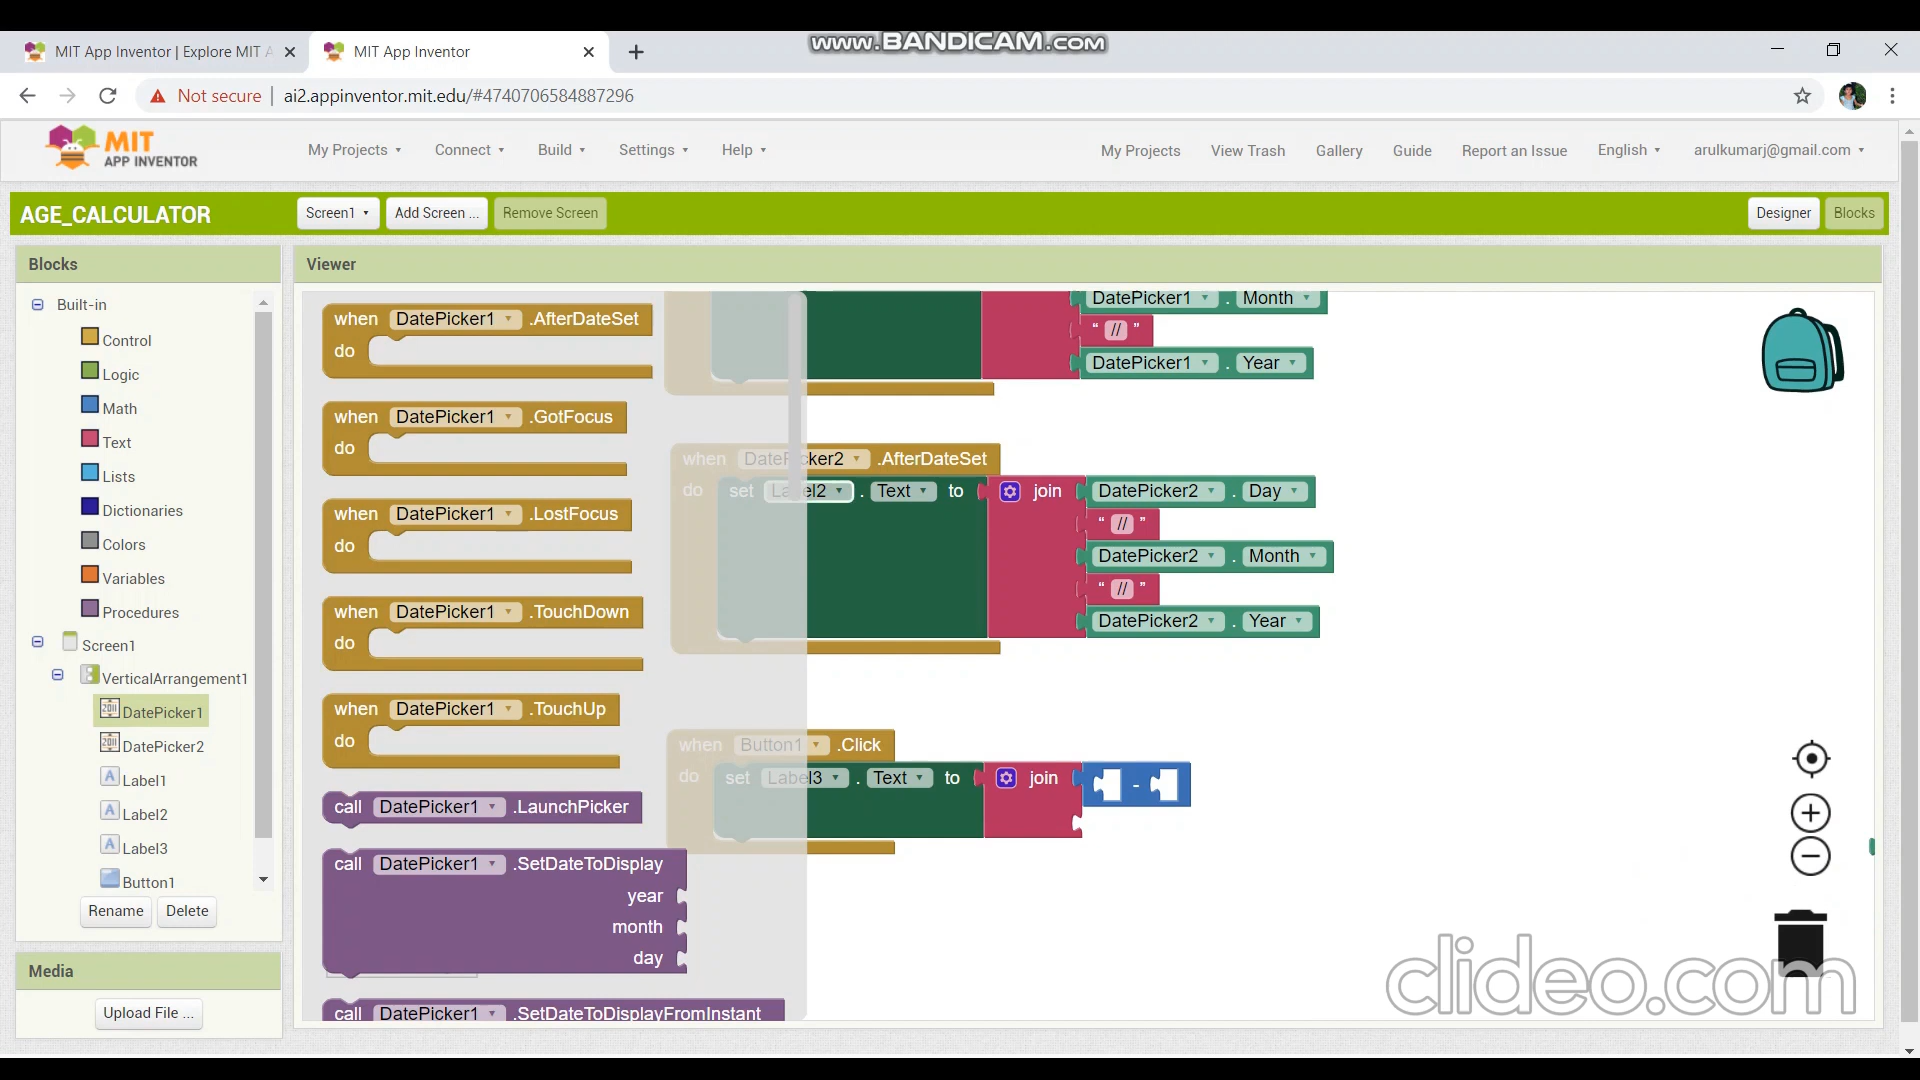 www.BANDICAM.com
MIT App Inventor | Explore MIT A
MIT App Inventor
Not secure
ai2.appinventor.mit.edu/#4740706584887296
MIT
APP INVENTOR
My Projects
Connect
Build
Settings
Help
My Projects
View Trash
Gallery
Guide
Report an Issue
English
arulkumarj@gmail.com
AGE_CALCULATOR
Screen1
Add Screen ...
Remove Screen
Designer
Blocks
Blocks
Viewer
Built-in
Control
Logic
Math
Text
Lists
Dictionaries
Colors
Variables
Procedures
Screen1
VerticalArrangement1
DatePicker1
DatePicker2
Label1
Label2
Label3
Button1
Rename
Delete
Media
Upload File ...
when DatePicker1 .AfterDateSet
do
when DatePicker1 .GotFocus
do
when DatePicker1 .LostFocus
do
when DatePicker1 .TouchDown
do
when DatePicker1 .TouchUp
do
call DatePicker1 .LaunchPicker
call DatePicker1 .SetDateToDisplay
year
month
day
call DatePicker1 .SetDateToDisplayFromInstant
DatePicker1 . Month
“ // ”
DatePicker1 . Year
when DatePicker2 .AfterDateSet
do set Label2 . Text to join DatePicker2 . Day
“ // ”
DatePicker2 . Month
“ // ”
DatePicker2 . Year
when Button1 .Click
do set Label3 . Text to join -
clideo.com